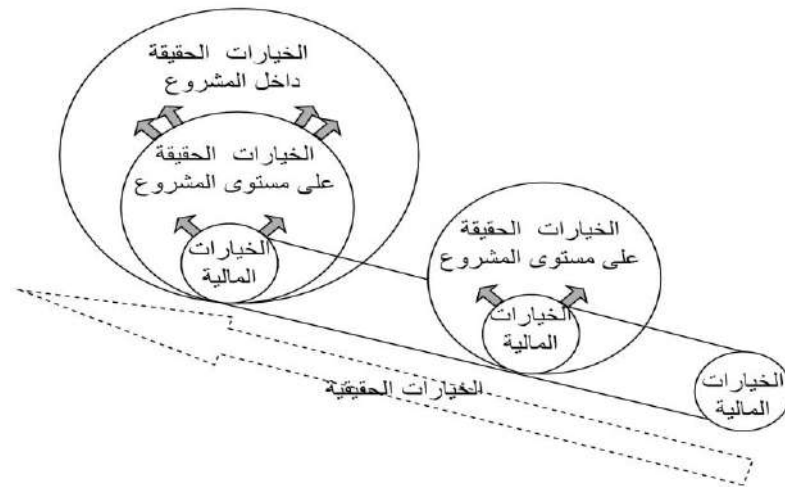 الخيارات الحقيقة
داخل المشروع
الخيارات الحقيقة
على مستوى المشروع
الخيارات
المالية
الخيارات الحقيقة
على مستوى المشروع
الخيارات
المالية
الخيارات
المالية
الخيارات الحقيقية